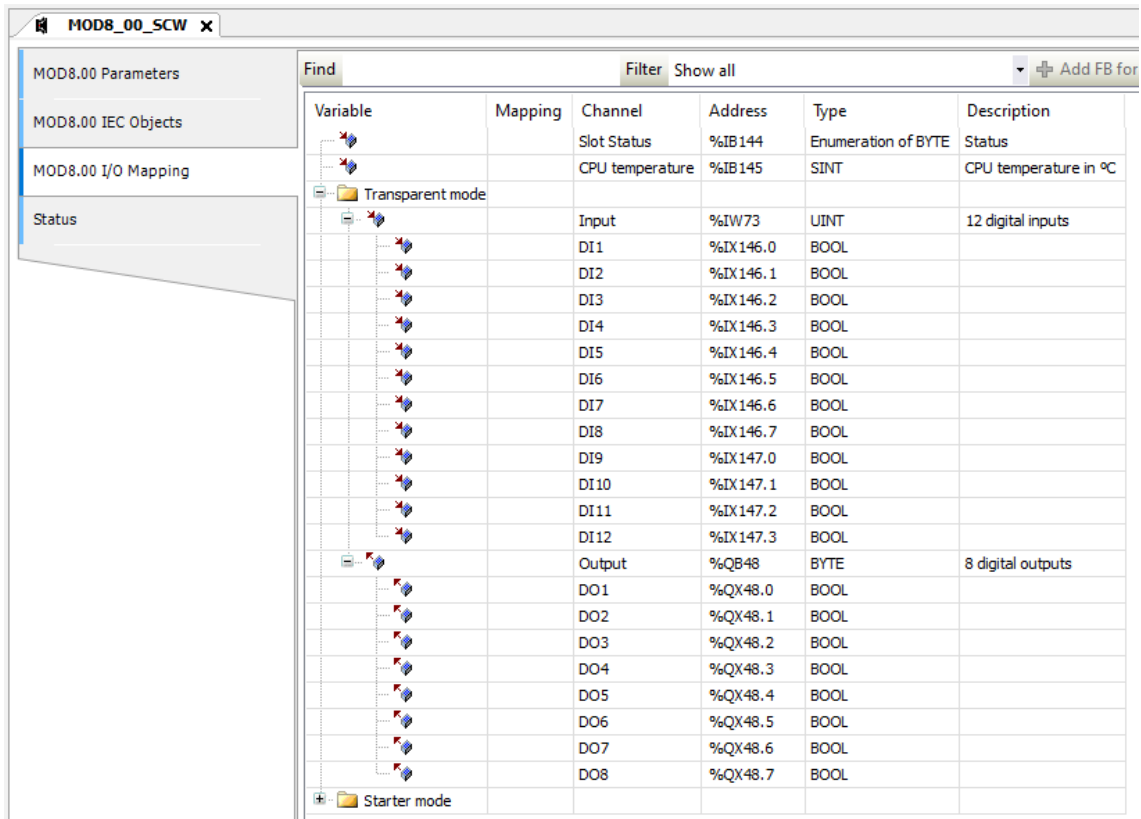 MOD8_00_SCW X
MOD8.00 Parameters
MOD8.00 IEC Objects
MOD8.00 I/O Mapping
Status
Find Filter Show all Add FB for
Variable Mapping Channel Address Type Description
Slot Status %IB144 Enumeration of BYTE Status
CPU temperature %IB145 SINT CPU temperature in ºC
Transparent mode
Input %IW73 UINT 12 digital inputs
DI1 %IX146.0 BOOL
DI2 %IX146.1 BOOL
DI3 %IX146.2 BOOL
DI4 %IX146.3 BOOL
DI5 %IX146.4 BOOL
DI6 %IX146.5 BOOL
DI7 %IX146.6 BOOL
DI8 %IX146.7 BOOL
DI9 %IX147.0 BOOL
DI10 %IX147.1 BOOL
DI11 %IX147.2 BOOL
DI12 %IX147.3 BOOL
Output %QB48 BYTE 8 digital outputs
DO1 %QX48.0 BOOL
DO2 %QX48.1 BOOL
DO3 %QX48.2 BOOL
DO4 %QX48.3 BOOL
DO5 %QX48.4 BOOL
DO6 %QX48.5 BOOL
DO7 %QX48.6 BOOL
DO8 %QX48.7 BOOL
Starter mode